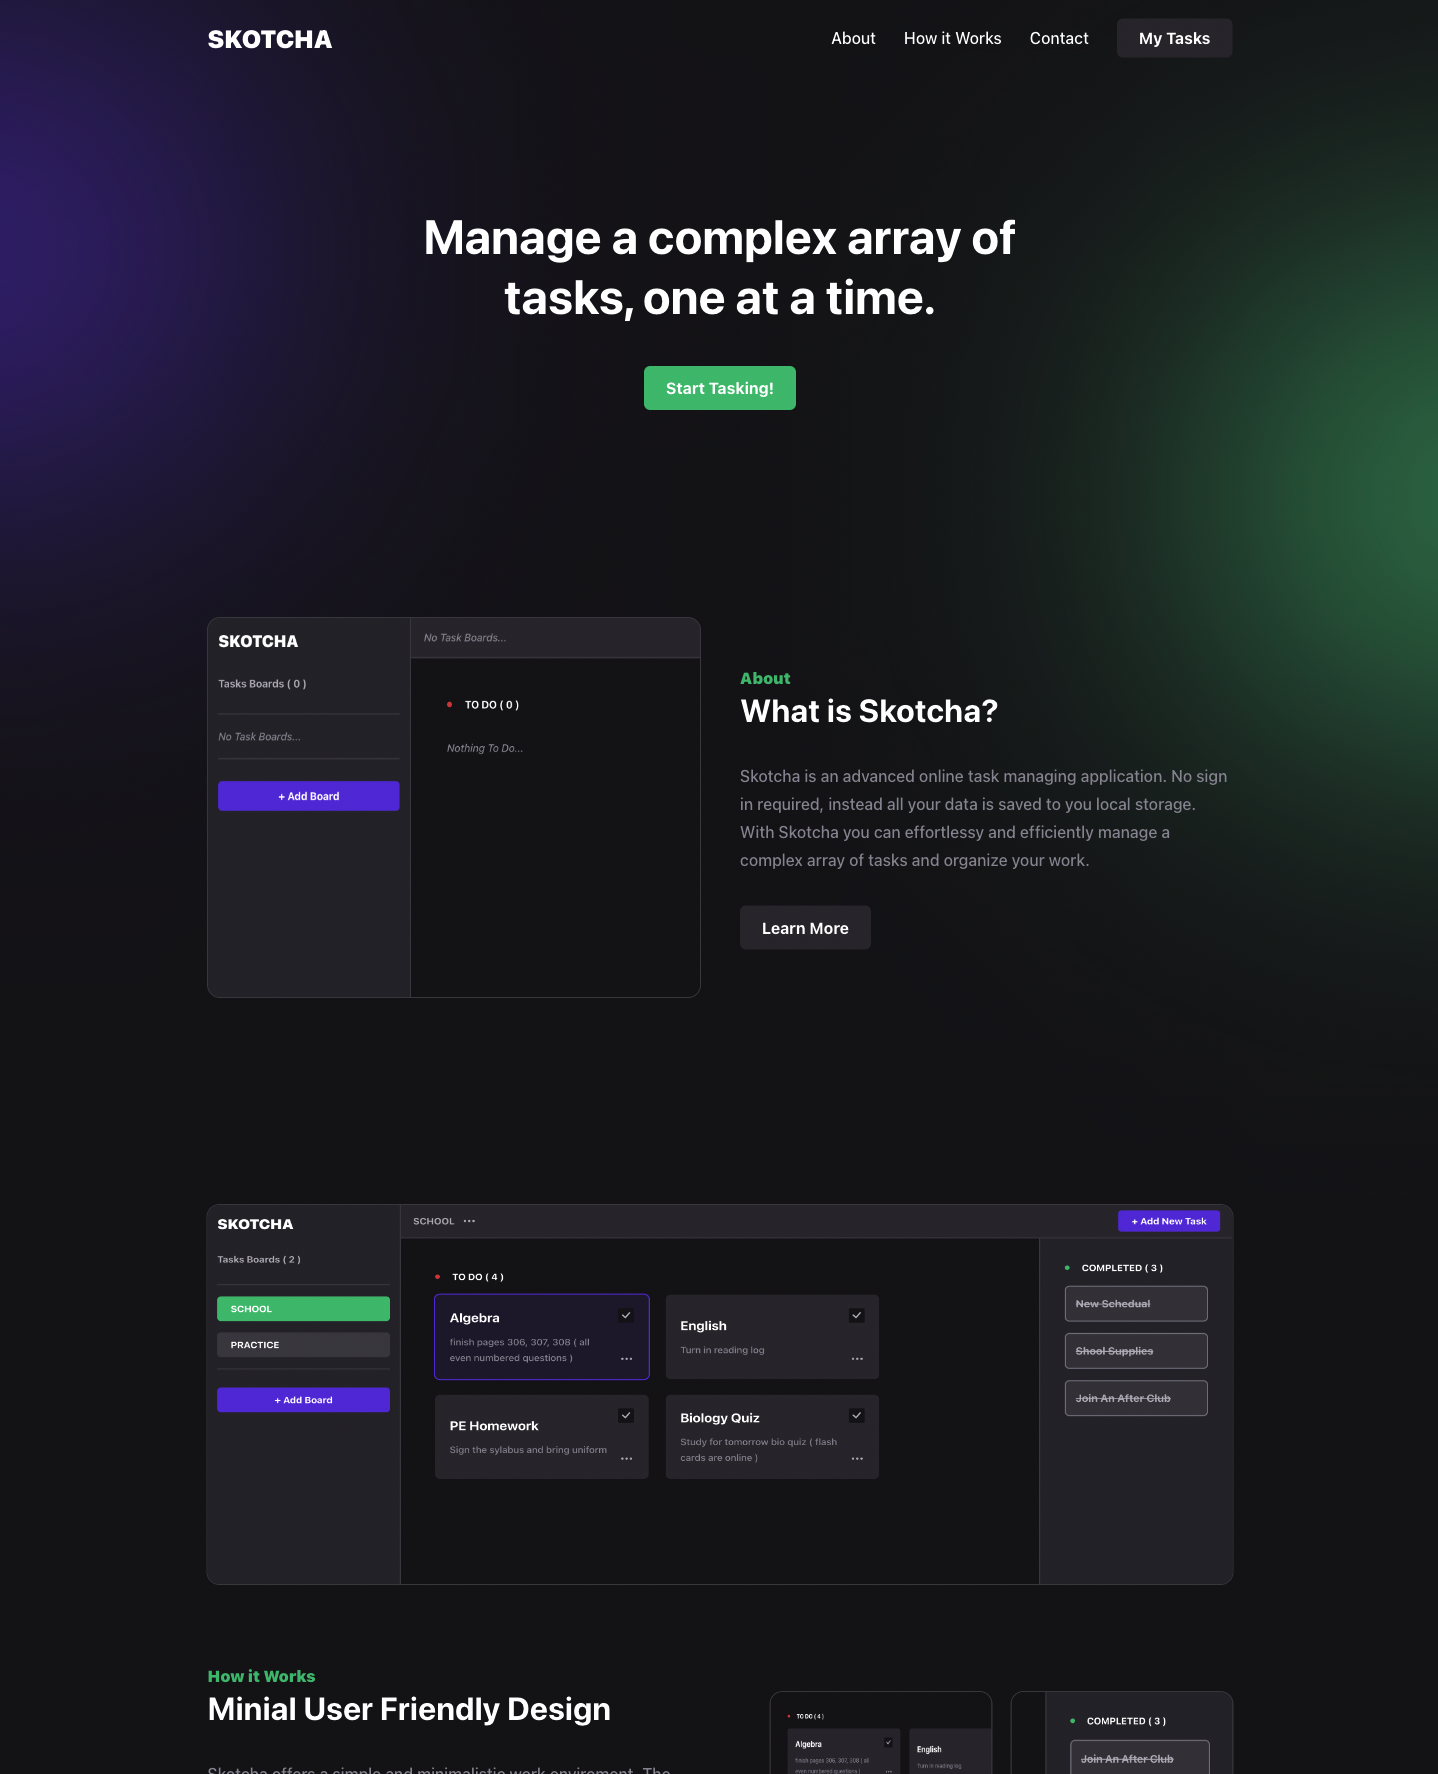 SKOTCHA
About
How it Works
Contact
My Tasks
Manage a complex array of
tasks, one at a time.
Start Tasking!
SKOTCHA
Tasks Boards ( 0 )
No Task Boards...
+ Add Board
No Task Boards...
TO DO ( 0 )
Nothing To Do...
About
What is Skotcha?
Skotcha is an advanced online task managing application. No sign
in required, instead all your data is saved to you local storage.
With Skotcha you can effortlessy and efficiently manage a
complex array of tasks and organize your work.
Learn More
SKOTCHA
Tasks Boards ( 2 )
SCHOOL
PRACTICE
+ Add Board
SCHOOL
+ Add New Task
TO DO ( 4 )
Algebra
finish pages 306, 307, 308 ( all
even numbered questions )
English
Turn in reading log
PE Homework
Sign the sylabus and bring uniform
Biology Quiz
Study for tomorrow bio quiz ( flash
cards are online )
COMPLETED ( 3 )
New Schedual
Shool Supplies
Join An After Club
How it Works
Minial User Friendly Design
Skotcha offers a simple and minimalistic work enviroment. The
TO DO ( 4 )
Algebra
finish pages 306, 307, 308 ( all
even numbered questions )
English
Turn in reading log
COMPLETED ( 3 )
Join An After Club